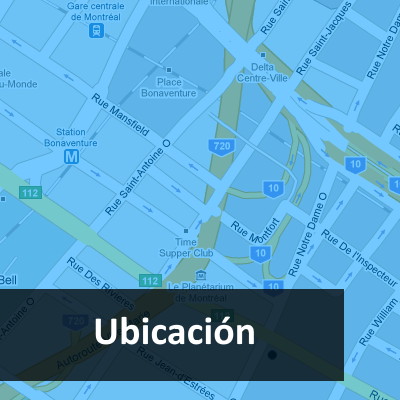 Gare centrale
de Montréal
Internationale
Rue Saint-Jacques
Rue Notre Dame O
Delta
Centre-Ville
Place
Bonaventure
u-Monde
Rue Mansfield
Station
Bonaventure
M
Rue Saint-Antoine O
720
10
10
10
112
Rue Montfort
Rue Notre Dame O
Rue De l'Inspecteur
Time
Supper Club
10
Bell
Rue Des Rivières
112
Le Planétarium
de Montréal
10
Rue William
Ubicación
720
Autoroute
Rue Jean-d'Estrées